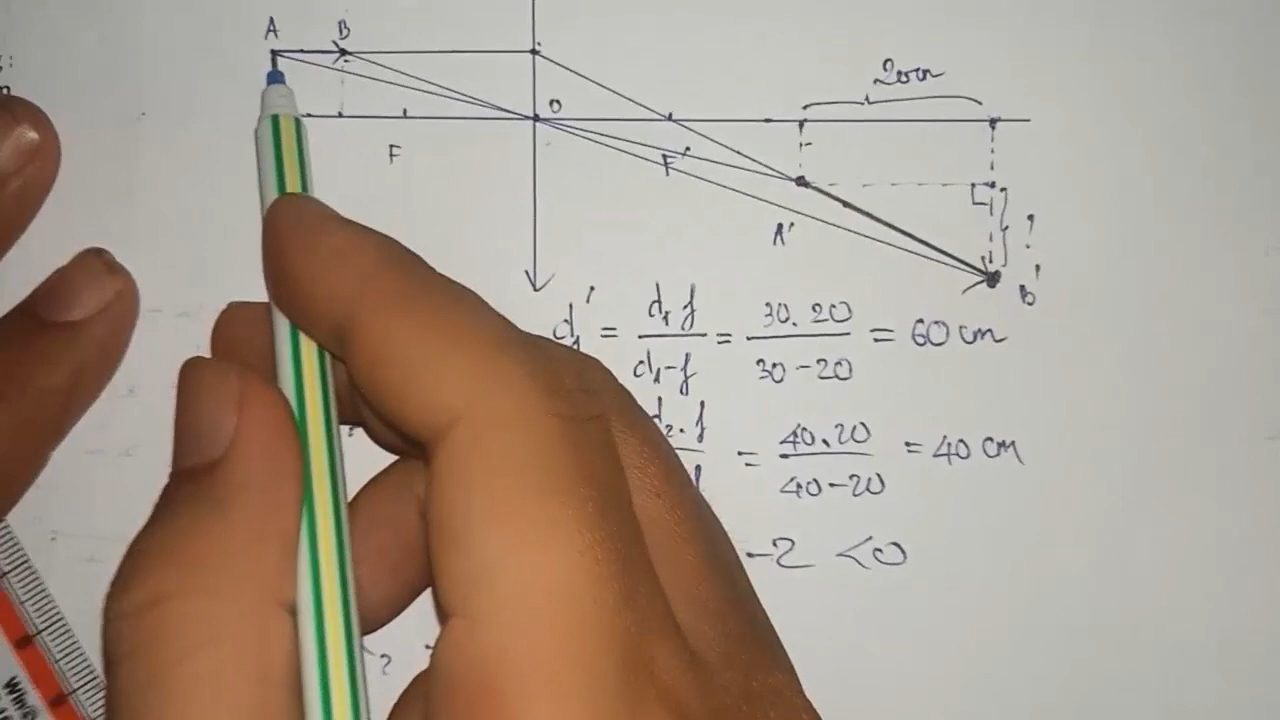 A B
20cm
O
F
F'
A'
?
B'
d₁' = d₁.f / d₁-f = 30.20 / 30-20 = 60 cm
d₂.f = 40.20 / 40-20 = 40 cm
-2 <0
?